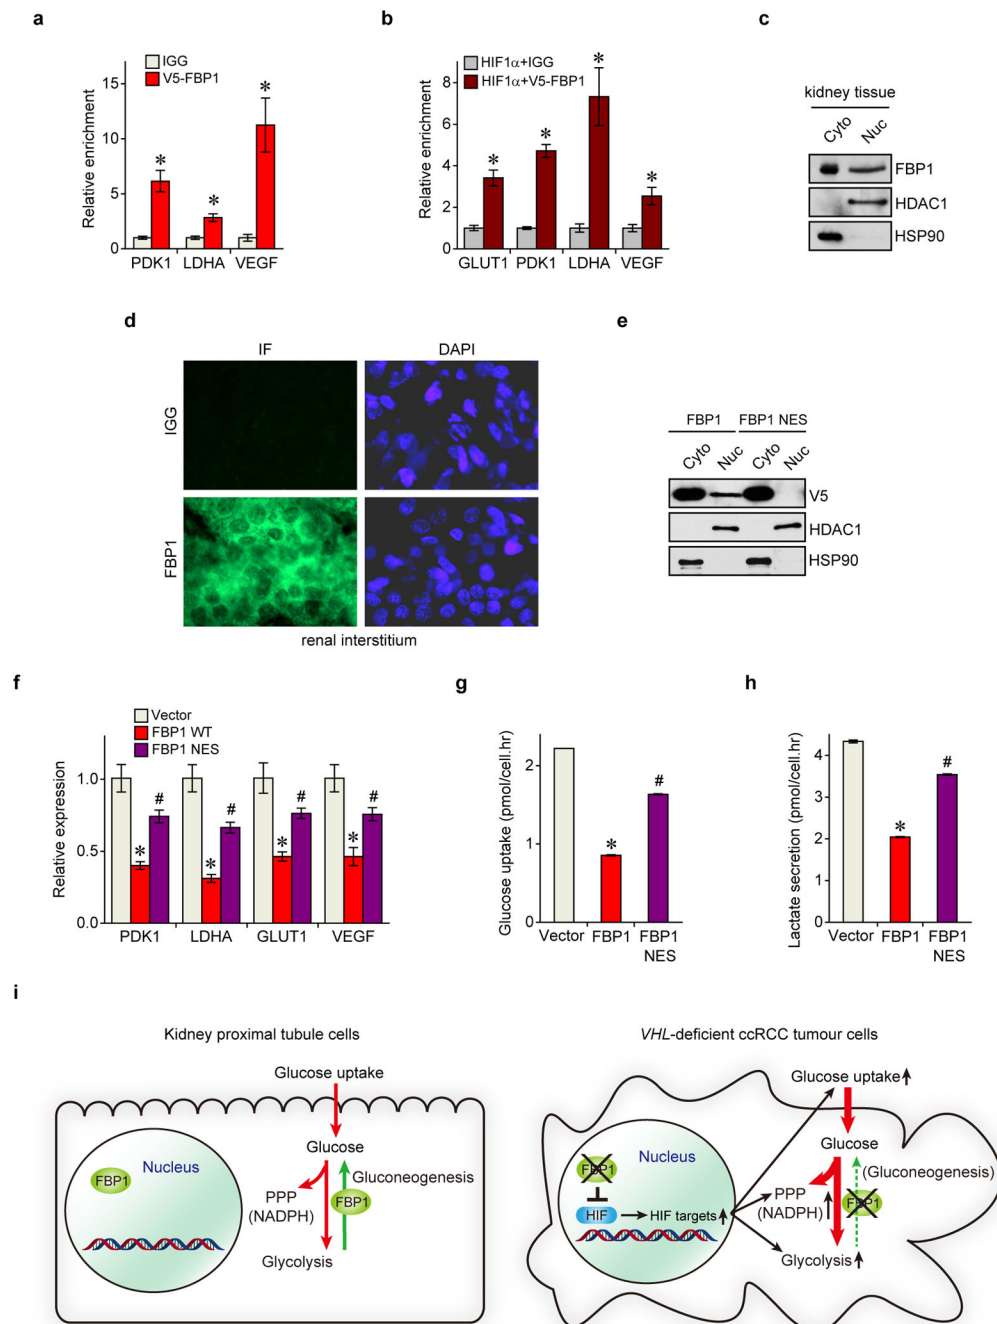 a
IGG
V5-FBP1
Relative enrichment
15
10
5
0
*
*
*
PDK1 LDHA VEGF
b
HIF1α+IGG
HIF1α+V5-FBP1
Relative enrichment
8
6
4
2
0
*
*
*
*
GLUT1 PDK1 LDHA VEGF
c
kidney tissue
Cyto Nuc
FBP1
HDAC1
HSP90
d
IF DAPI
IGG
FBP1
renal interstitium
e
FBP1 FBP1 NES
Cyto Nuc Cyto Nuc
V5
HDAC1
HSP90
f
Vector
FBP1 WT
FBP1 NES
Relative expression
1.0
0.5
0.0
* # * # * # * #
PDK1 LDHA GLUT1 VEGF
g
Glucose uptake (pmol/cell.hr)
2
1
0
* #
Vector FBP1 FBP1
NES
h
Lactate secretion (pmol/cell.hr)
4
3
2
1
0
* #
Vector FBP1 FBP1
NES
i
Kidney proximal tubule cells
Glucose uptake
Glucose
Nucleus
FBP1
Gluconeogenesis
FBP1
PPP
(NADPH)
Glycolysis
VHL-deficient ccRCC tumour cells
Glucose uptake
Glucose
Nucleus
FBP1
(Gluconeogenesis)
FBP1
PPP
(NADPH)
HIF
HIF targets
Glycolysis